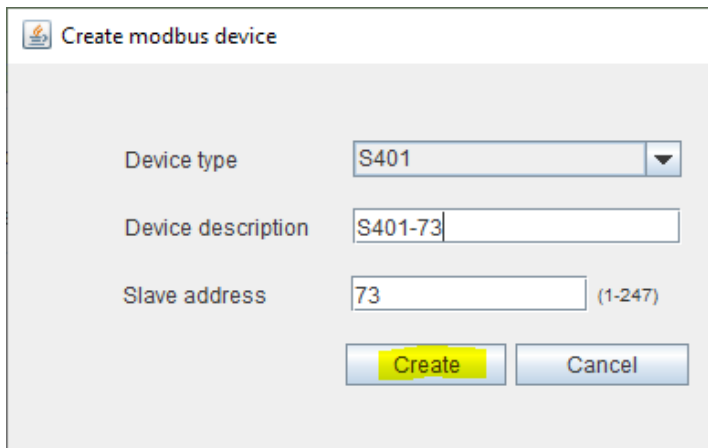 Create modbus device
Device type S401
Device description S401-73
Slave address 73 (1-247)
Create Cancel